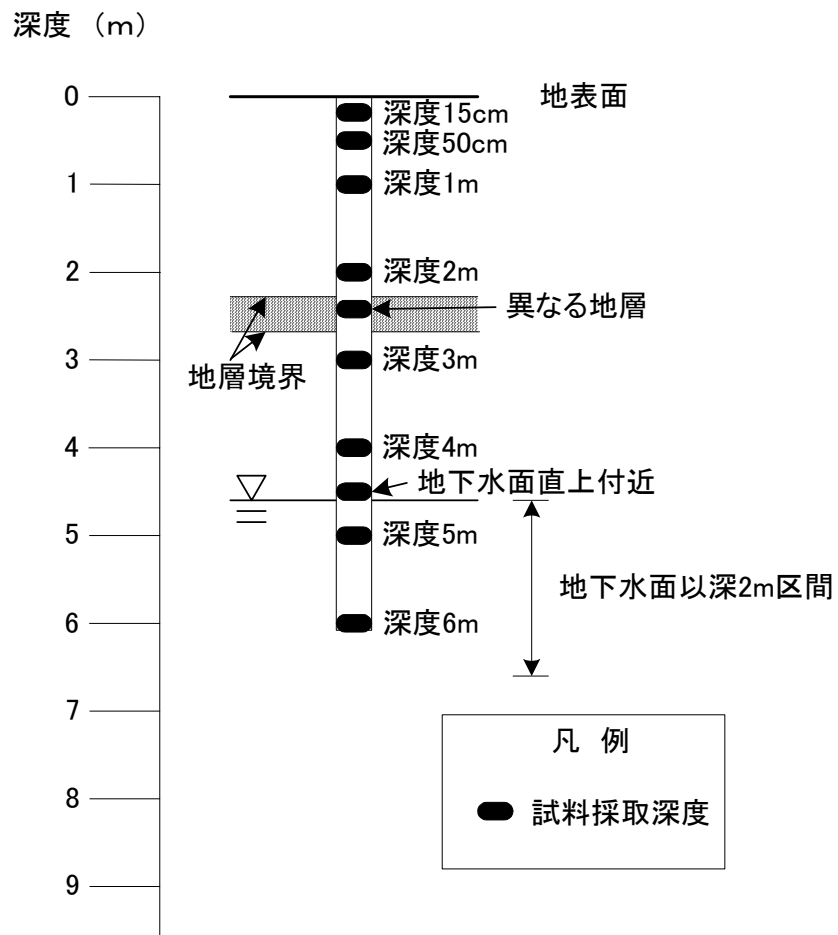 深度 （m）
0
地表面
深度15cm
深度50cm
1
深度1m
2
深度2m
異なる地層
3
深度3m
地層境界
4
深度4m
地下水面直上付近
5
深度5m
地下水面以深2m区間
6
深度6m
7
凡 例
8
試料採取深度
9